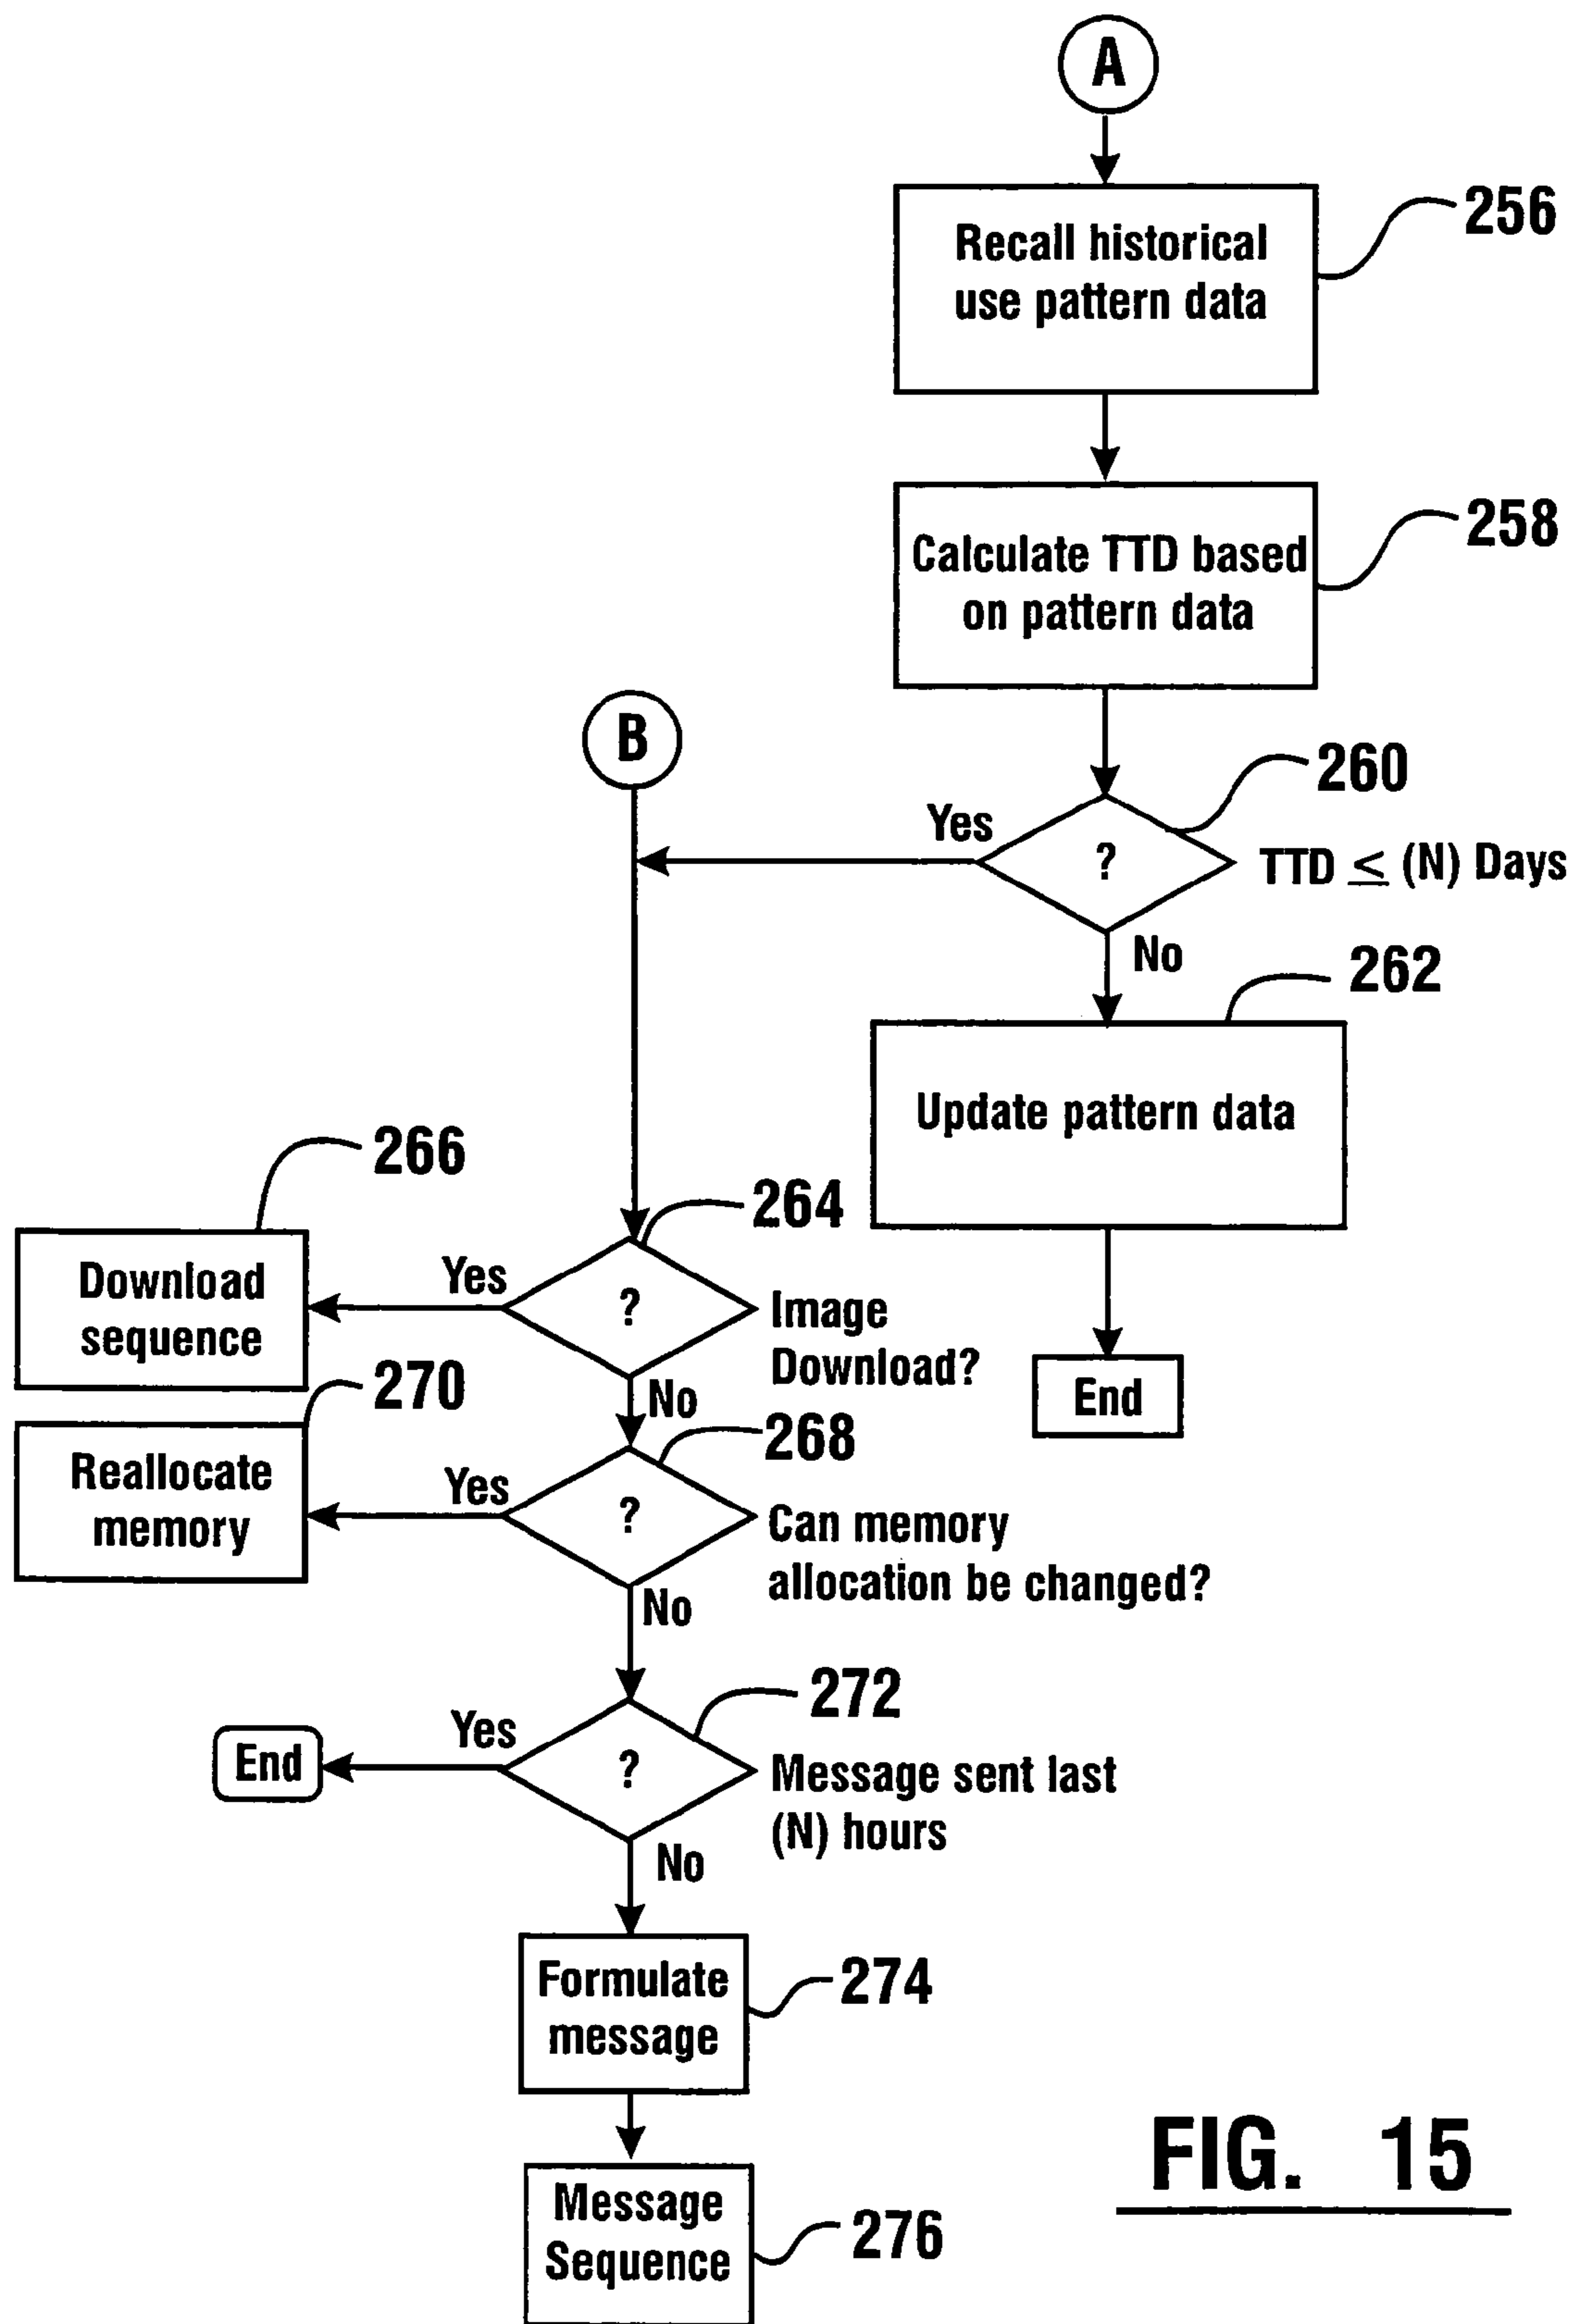 A
Recall historical
use pattern data
256
Calculate TTD based
on pattern data
258
B
260
Yes
?
TTD ≤ (N) Days
No
262
Update pattern data
End
266
264
Download
sequence
Yes
?
Image
Download?
No
270
268
Reallocate
memory
Yes
?
Can memory
allocation be changed?
No
272
End
Yes
?
Message sent last
(N) hours
No
Formulate
message
274
Message
Sequence
276
FIG. 15